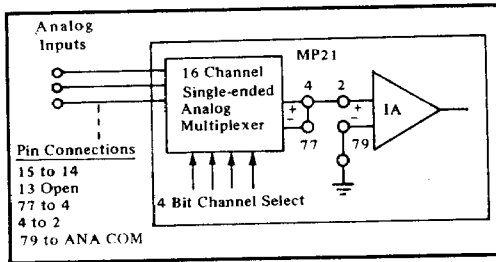 Analog
Inputs
MP21
16 Channel
Single-ended
Analog
Multiplexer
+
−
4
2
77
79
+
−
IA
4 Bit Channel Select
Pin Connections
15 to 14
13 Open
77 to 4
4 to 2
79 to ANA COM